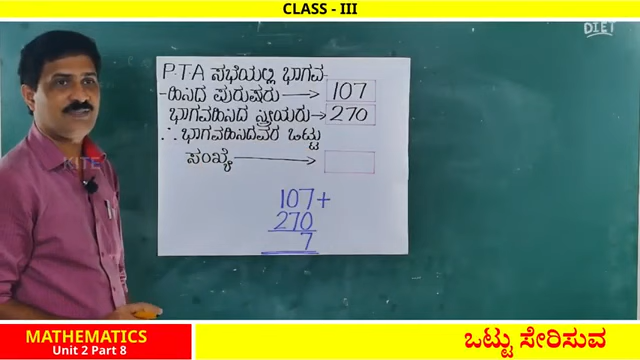 CLASS - III
DIET
P.T.A ಸಭೆಯಲ್ಲಿ ಭಾಗವ-
-ಹಿಸಿದ ಪುರುಷರು → 107
ಭಾಗವಹಿಸಿದ ಸ್ತ್ರೀಯರು → 270
∴ ಭಾಗವಹಿಸಿದವರ ಒಟ್ಟು
ಸಂಖ್ಯೆ →
KITE
107+
270
7
MATHEMATICS
Unit 2 Part 8
ಒಟ್ಟು ಸೇರಿಸುವ